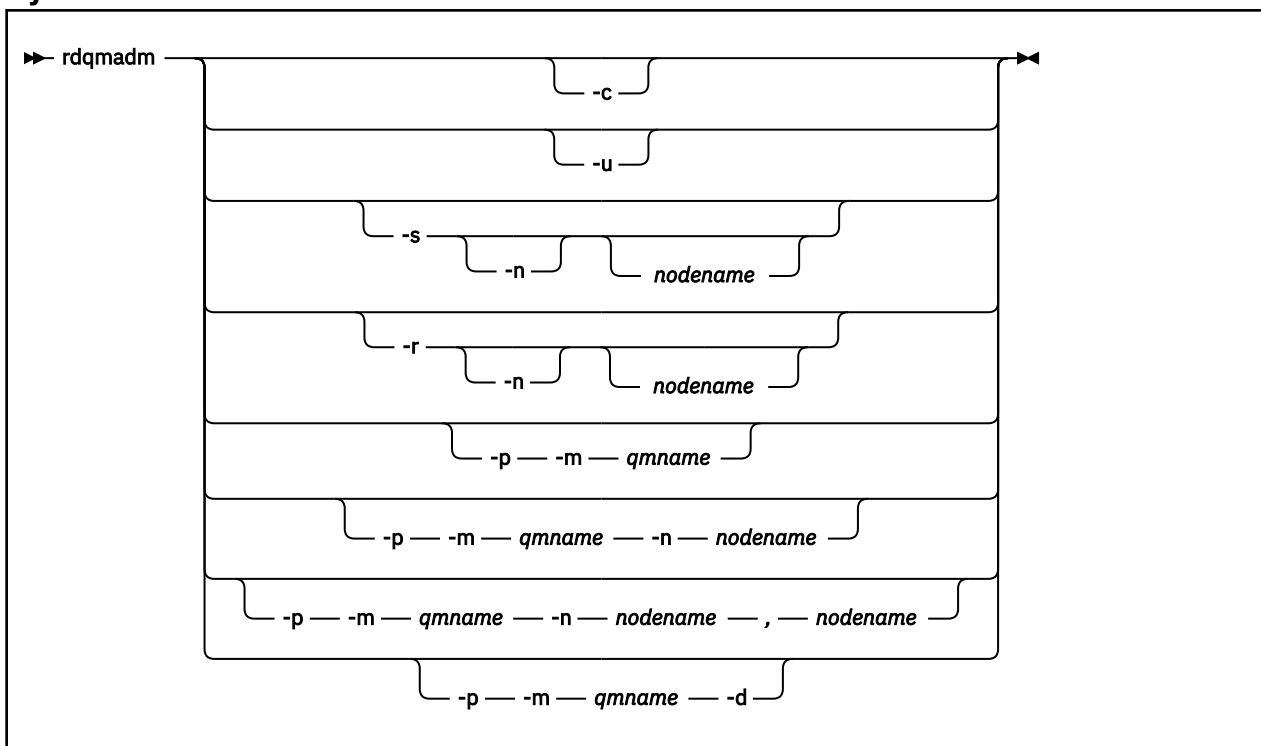 rdqmadm
-c
-u
-s
-n
nodename
-r
-n
nodename
-p -m qmname
-p -m qmname -n nodename
-p -m qmname -n nodename , nodename
-p -m qmname -d